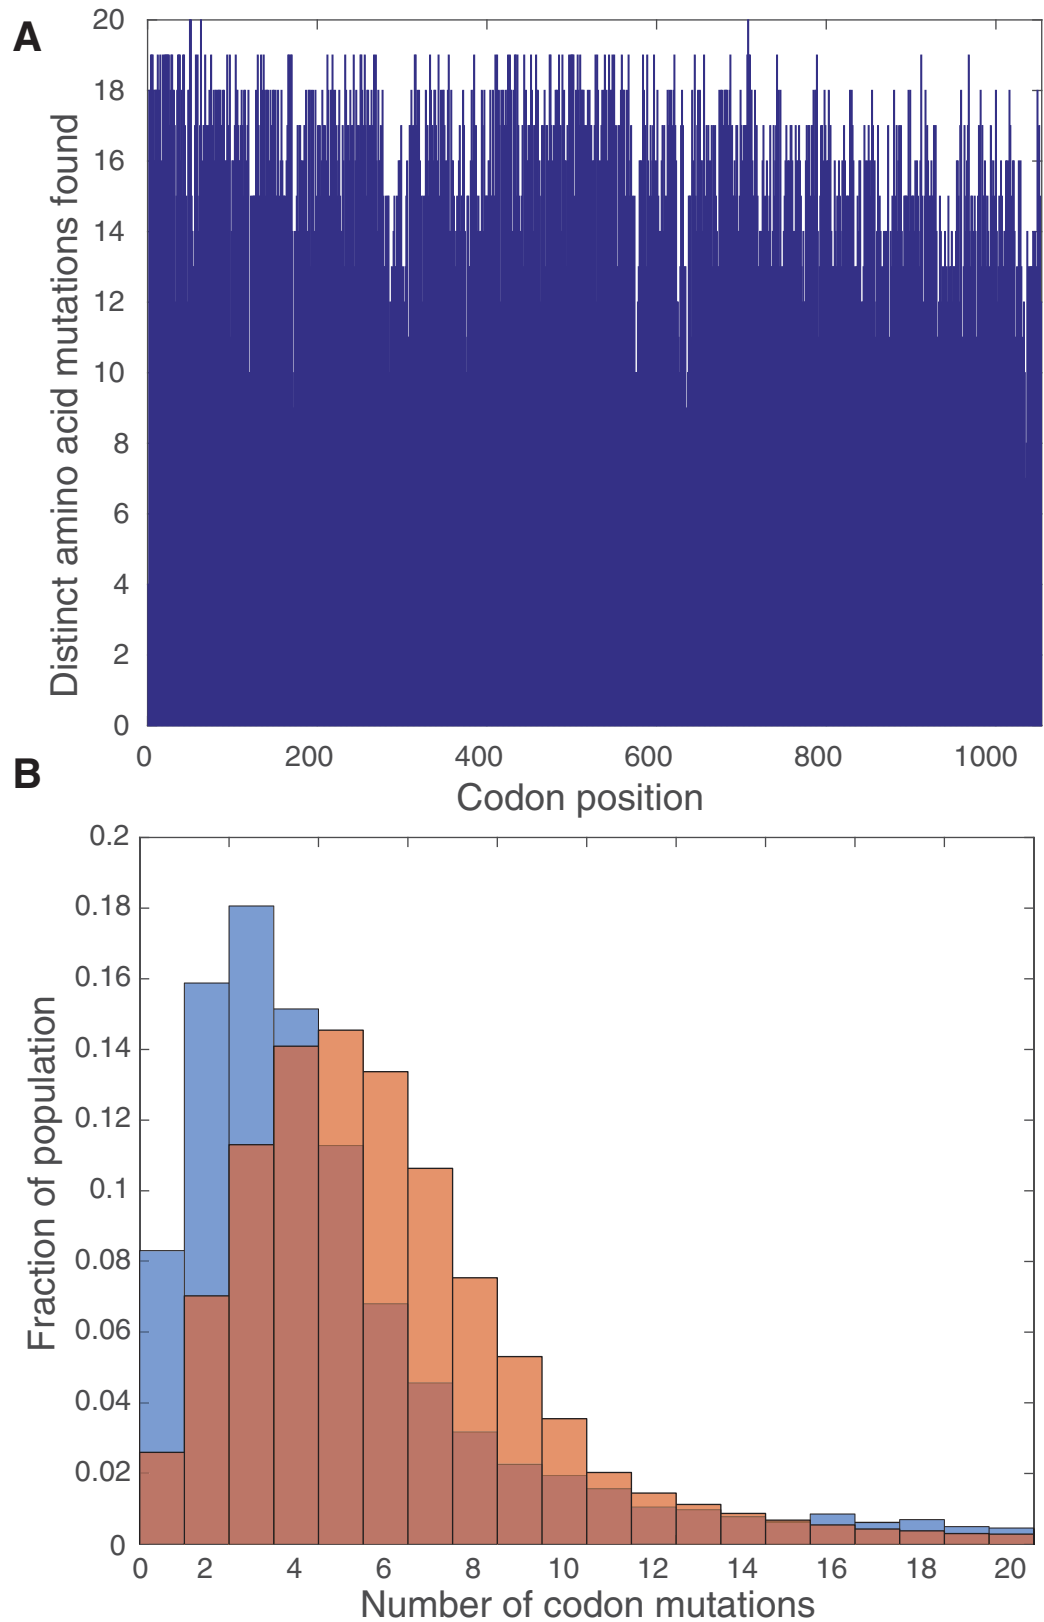 A
20
18
16
14
12
10
8
6
4
2
0
Distinct amino acid mutations found
0 200 400 600 800 1000
Codon position
B
0.2
0.18
0.16
0.14
0.12
0.1
0.08
0.06
0.04
0.02
0
Fraction of population
0 2 4 6 8 10 12 14 16 18 20
Number of codon mutations